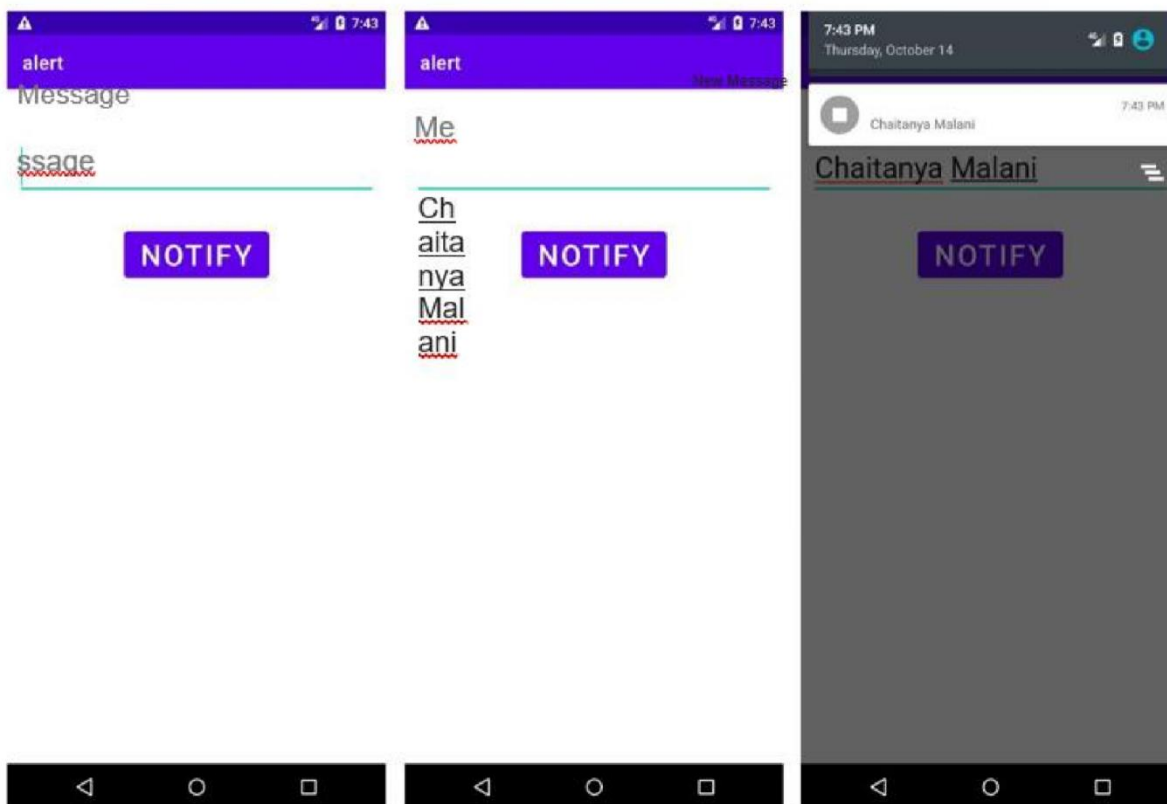 7:43
alert
Message
ssage
NOTIFY
7:43
alert
New Message
Me
Ch
aita
nya
Mal
ani
NOTIFY
7:43 PM
Thursday, October 14
7:43 PM
Chaitanya Malani
Chaitanya Malani
NOTIFY